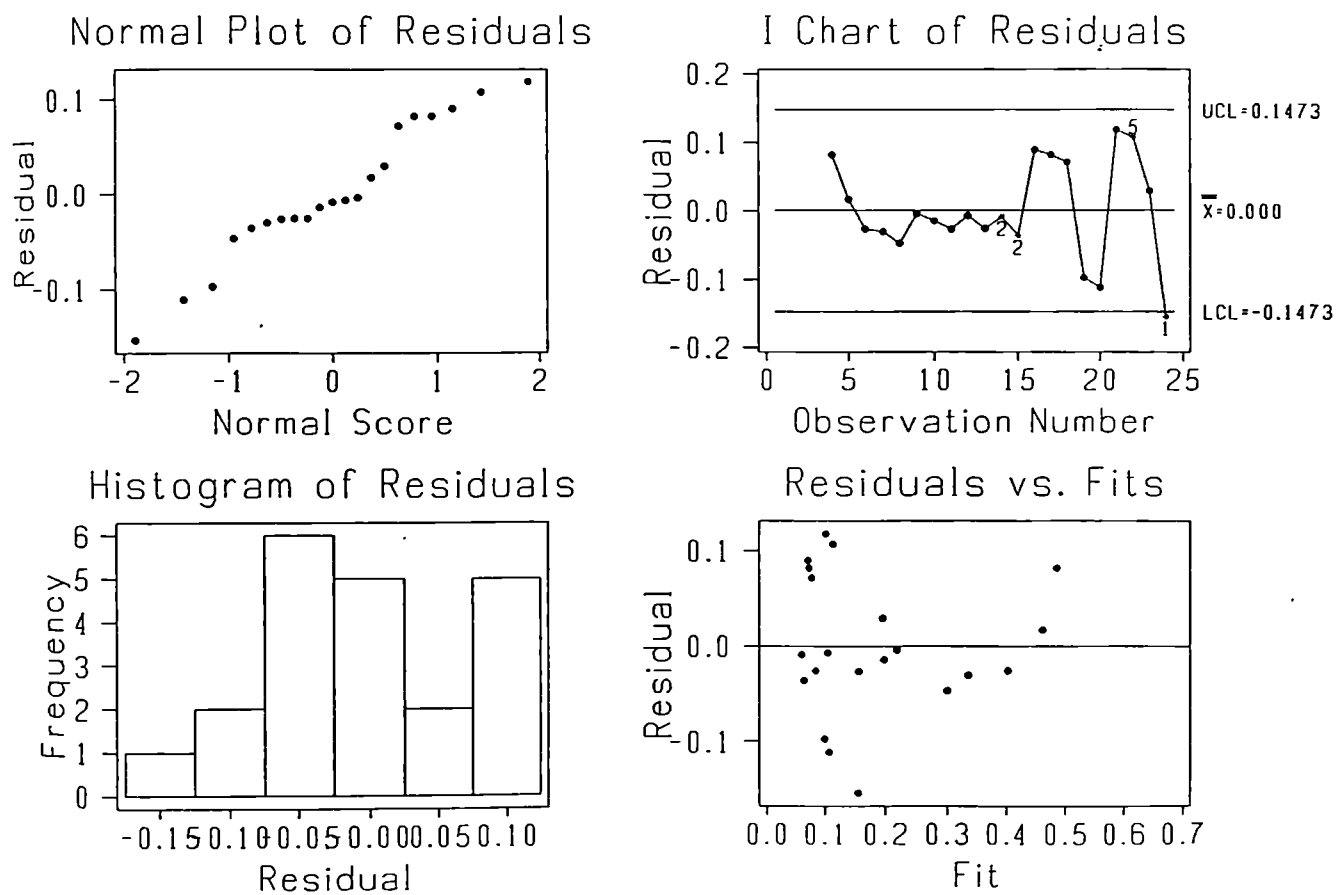 Normal Plot of Residuals
Residual
0.1
0.0
-0.1
-2 -1 0 1 2
Normal Score
I Chart of Residuals
Residual
0.2
0.1
0.0
-0.1
-0.2
UCL=0.1473
X=0.000
LCL=-0.1473
5
2
2
1
0 5 10 15 20 25
Observation Number
Histogram of Residuals
Frequency
6
5
4
3
2
1
0
-0.15-0.10-0.05-0.00 0.05 0.10
Residual
Residuals vs. Fits
Residual
0.1
0.0
-0.1
0.0 0.1 0.2 0.3 0.4 0.5 0.6 0.7
Fit